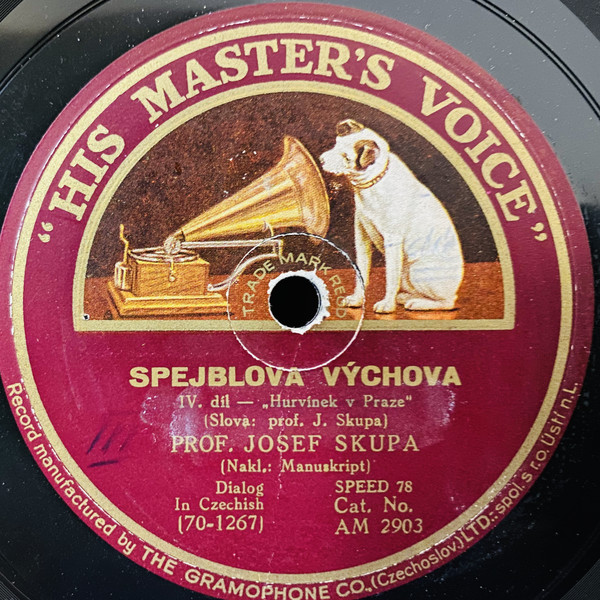 "HIS MASTER'S VOICE"
TRADE MARK REGD
SPEJBLOVA VÝCHOVA
IV. díl — „Hurvínek v Praze"
(Slova: prof. J. Skupa)
PROF. JOSEF SKUPA
(Nakl.: Manuskript)
Dialog SPEED 78
In Czechish Cat. No.
(70-1267) AM 2903
Record manufactured by THE GRAMOPHONE CO., (Czechoslov.) LTD.: spol. s r.o. Ústí n.L.